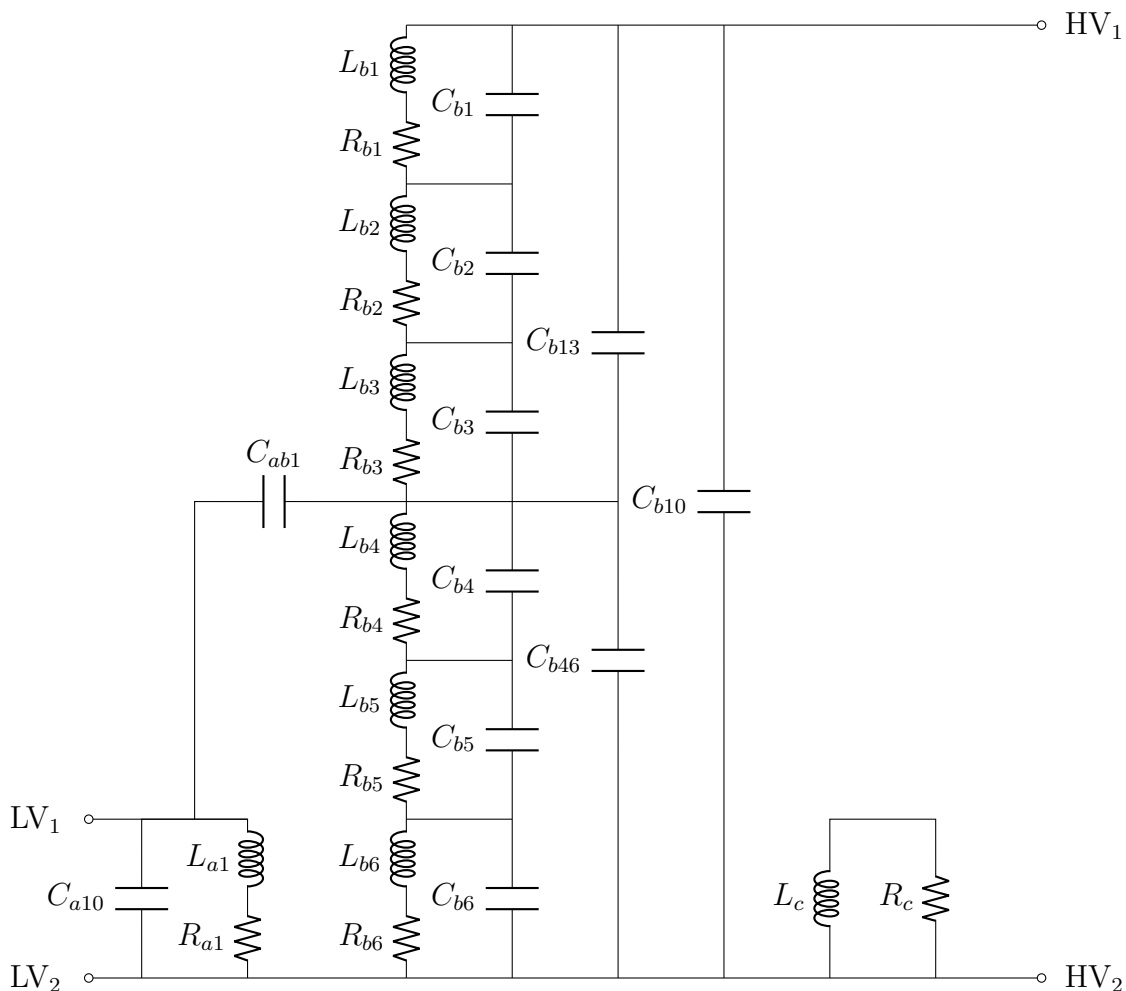 HV₁
L_b1
C_b1
R_b1
L_b2
C_b2
R_b2
C_b13
L_b3
C_b3
R_b3
C_ab1
C_b10
L_b4
C_b4
R_b4
C_b46
L_b5
C_b5
R_b5
LV₁
L_a1
L_b6
C_a10
C_b6
L_c
R_c
R_a1
R_b6
LV₂
HV₂